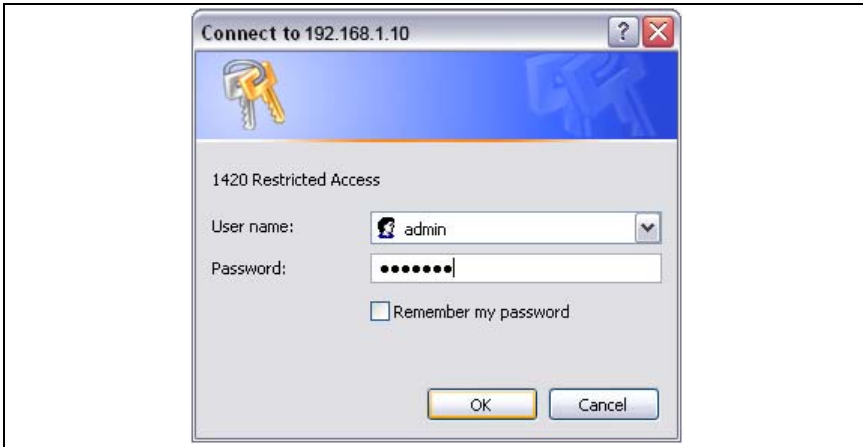 Connect to 192.168.1.10
1420 Restricted Access
User name:
admin
Password:
●●●●●●●
Remember my password
OK
Cancel